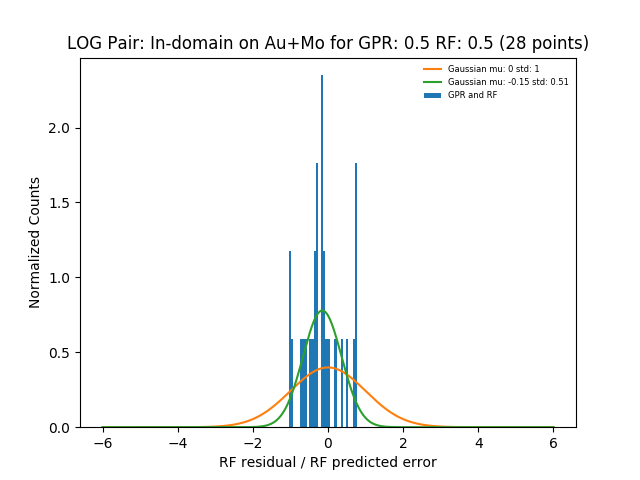 LOG Pair: In-domain on Au+Mo for GPR: 0.5 RF: 0.5 (28 points)
Gaussian mu: 0 std: 1
Gaussian mu: -0.15 std: 0.51
GPR and RF
Normalized Counts
2.0
1.5
1.0
0.5
0.0
−6 −4 −2 0 2 4 6
RF residual / RF predicted error